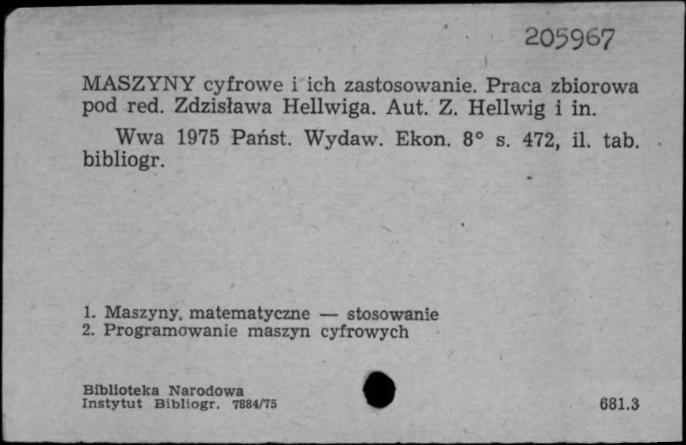 205967
MASZYNY cyfrowe i ich zastosowanie. Praca zbiorowa
pod red. Zdzisława Hellwiga. Aut. Z. Hellwig i in.
Wwa 1975 Państ. Wydaw. Ekon. 8° s. 472, il. tab.
bibliogr.
1. Maszyny. matematyczne — stosowanie
2. Programowanie maszyn cyfrowych
Biblioteka Narodowa
Instytut Bibliogr. 7884/75
681.3